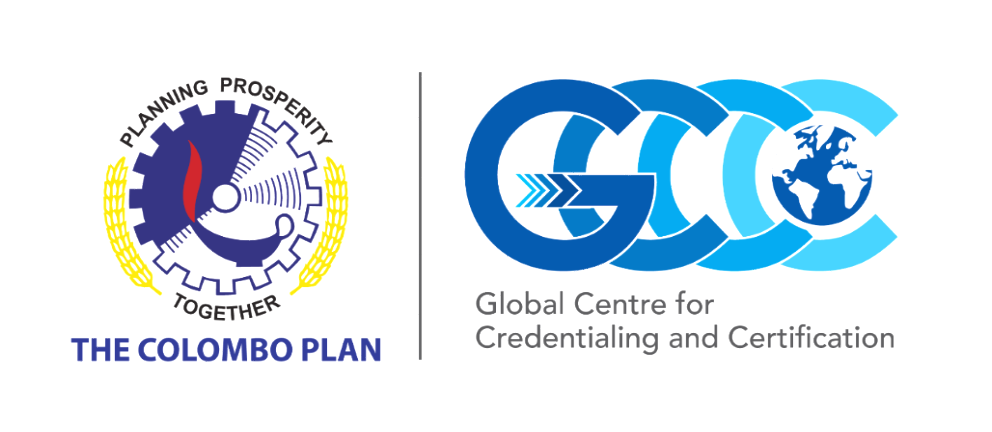 PLANNING PROSPERITY
TOGETHER
THE COLOMBO PLAN
GCCC
Global Centre for
Credentialing and Certification